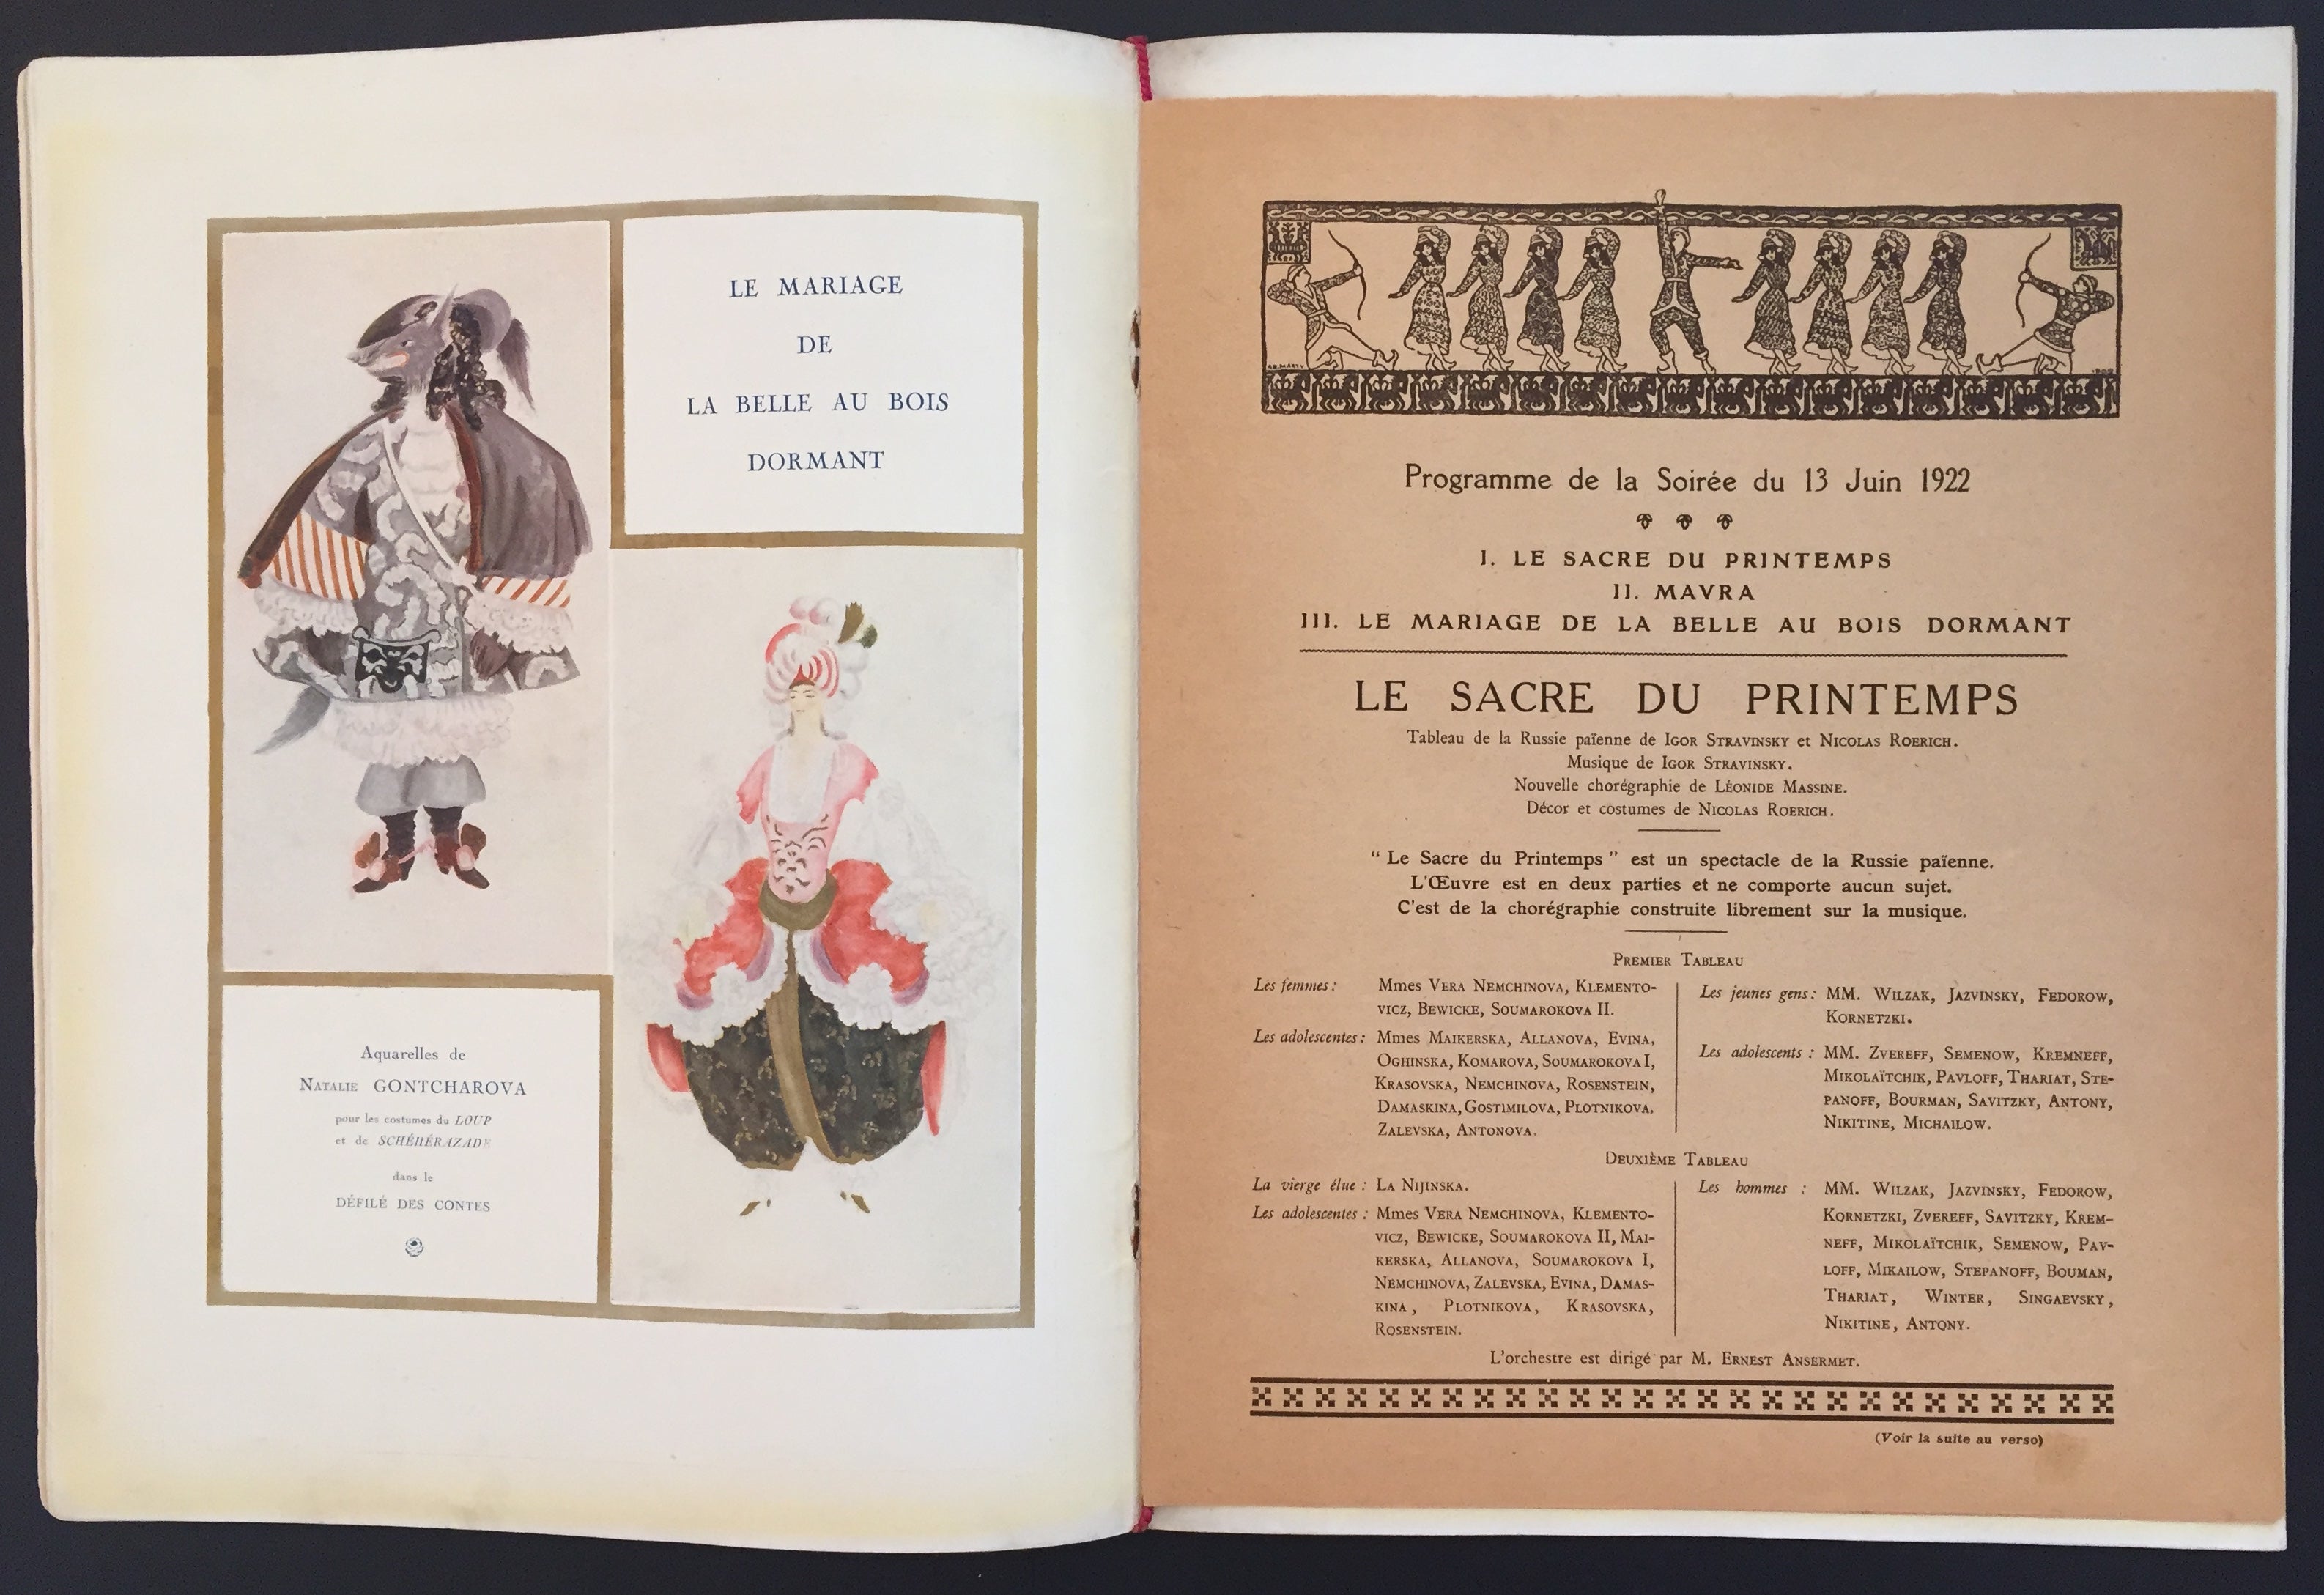 LE MARIAGE
DE
LA BELLE AU BOIS
DORMANT
Aquarelles de
NATALIE GONTCHAROVA
pour les costumes du LOUP
et de SCHÉHÉRAZADE
dans le
DÉFILÉ DES CONTES
A.E. MARTY
1909
Programme de la Soirée du 13 Juin 1922
I. LE SACRE DU PRINTEMPS
II. MAVRA
III. LE MARIAGE DE LA BELLE AU BOIS DORMANT
LE SACRE DU PRINTEMPS
Tableau de la Russie païenne de IGOR STRAVINSKY et NICOLAS ROERICH.
Musique de IGOR STRAVINSKY.
Nouvelle chorégraphie de LÉONIDE MASSINE.
Décor et costumes de NICOLAS ROERICH.
“ Le Sacre du Printemps ” est un spectacle de la Russie païenne.
L'Œuvre est en deux parties et ne comporte aucun sujet.
C'est de la chorégraphie construite librement sur la musique.
PREMIER TABLEAU
Les femmes : Mmes VERA NEMCHINOVA, KLEMENTO-
VICZ, BEWICKE, SOUMAROKOVA II.
Les adolescentes : Mmes MAIKERSKA, ALLANOVA, EVINA,
OGHINSKA, KOMAROVA, SOUMAROKOVA I,
KRASOVSKA, NEMCHINOVA, ROSENSTEIN,
DAMASKINA, GOSTIMILOVA, PLOTNIKOVA,
ZALEVSKA, ANTONOVA.
Les jeunes gens : MM. WILZAK, JAZVINSKY, FEDOROW,
KORNETZKI.
Les adolescents : MM. ZVEREFF, SEMENOW, KREMNEFF,
MIKOLAÏTCHIK, PAVLOFF, THARIAT, STE-
PANOFF, BOURMAN, SAVITZKY, ANTONY,
NIKITINE, MICHAILOW.
DEUXIÈME TABLEAU
La vierge élue : LA NIJINSKA.
Les adolescentes : Mmes VERA NEMCHINOVA, KLEMENTO-
VICZ, BEWICKE, SOUMAROKOVA II, MAI-
KERSKA, ALLANOVA, SOUMAROKOVA I,
NEMCHINOVA, ZALEVSKA, EVINA, DAMAS-
KINA, PLOTNIKOVA, KRASOVSKA,
ROSENSTEIN.
Les hommes : MM. WILZAK, JAZVINSKY, FEDOROW,
KORNETZKI, ZVEREFF, SAVITZKY, KREM-
NEFF, MIKOLAÏTCHIK, SEMENOW, PAV-
LOFF, MIKAILOW, STEPANOFF, BOUMAN,
THARIAT, WINTER, SINGAEVSKY,
NIKITINE, ANTONY.
L'orchestre est dirigé par M. ERNEST ANSERMET.
(Voir la suite au verso)